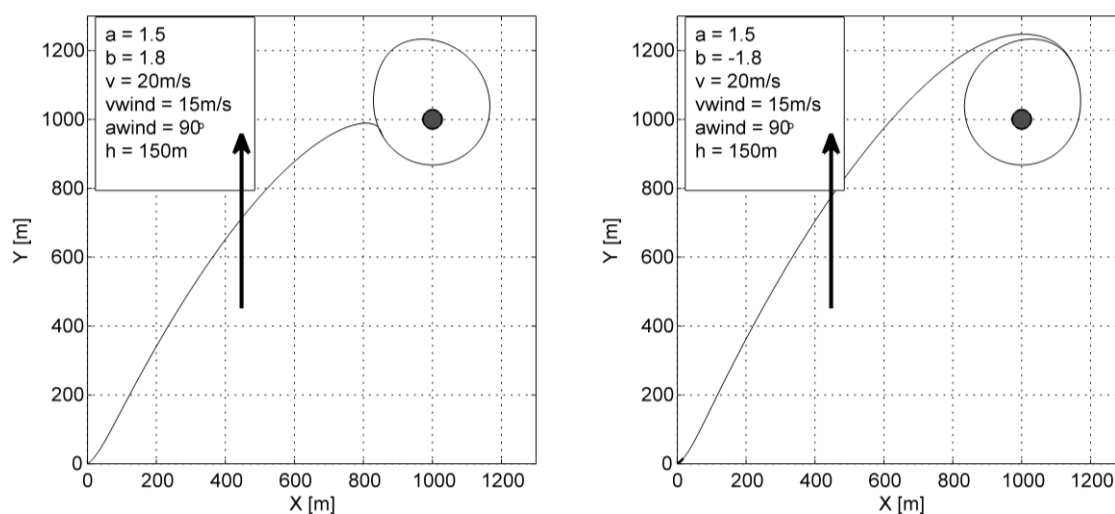 a = 1.5
b = 1.8
v = 20m/s
vwind = 15m/s
awind = 90°
h = 150m
1200
1000
800
600
400
200
0
Y [m]
0 200 400 600 800 1000 1200
X [m]
a = 1.5
b = -1.8
v = 20m/s
vwind = 15m/s
awind = 90°
h = 150m
1200
1000
800
600
400
200
0
Y [m]
0 200 400 600 800 1000 1200
X [m]